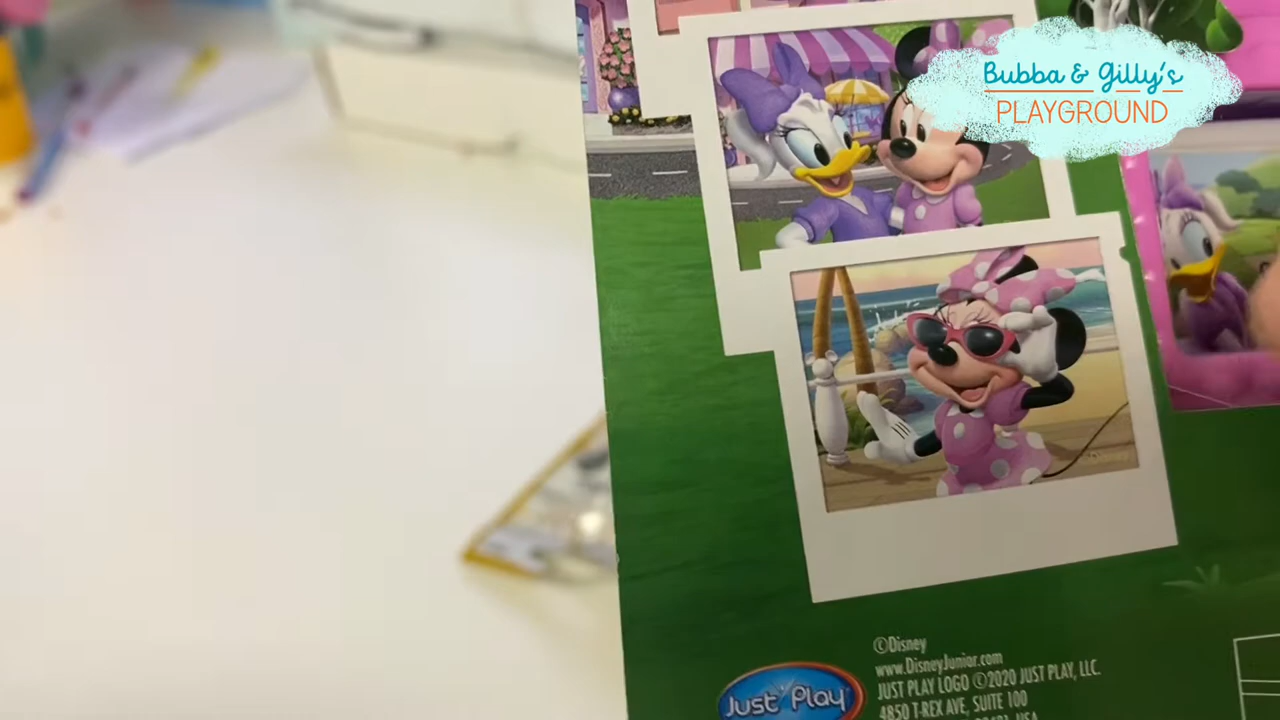 Bubba & Gilly's
PLAYGROUND
©Disney
www.DisneyJunior.com
JUST PLAY LOGO ©2020 JUST PLAY, LLC.
4850 T-REX AVE, SUITE 100
Just Play